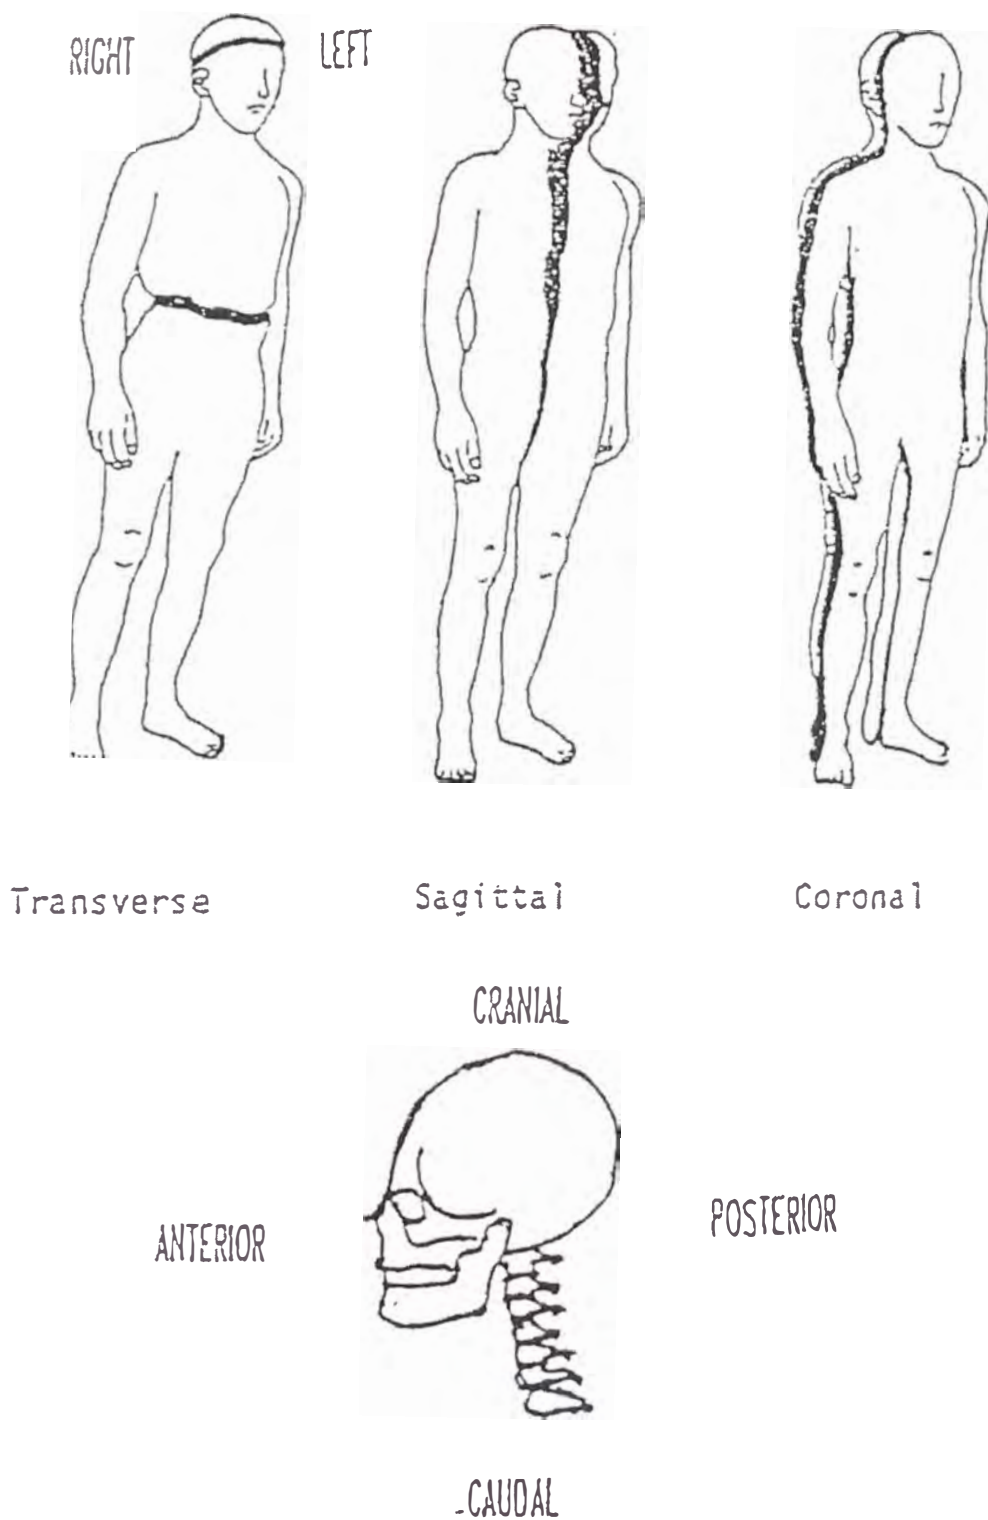 RIGHT LEFT
Transverse Sagittal Coronal
CRANIAL
ANTERIOR POSTERIOR
CAUDAL